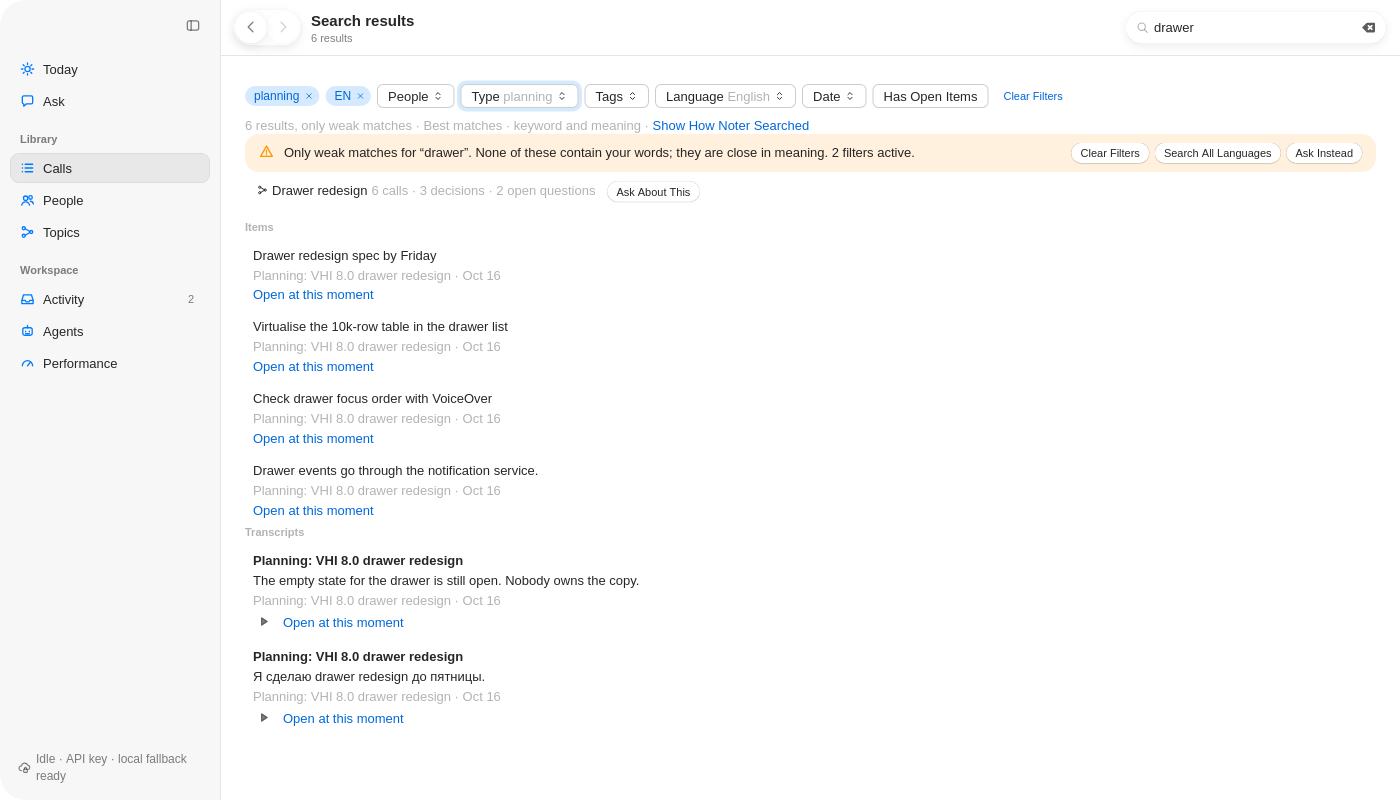 Search results
6 results
drawer
Today
Ask
Library
Calls
People
Topics
Workspace
Activity 2
Agents
Performance
Idle · API key · local fallback
ready
planning × EN × People Type planning Tags Language English Date Has Open Items Clear Filters
6 results, only weak matches · Best matches · keyword and meaning · Show How Noter Searched
Only weak matches for “drawer”. None of these contain your words; they are close in meaning. 2 filters active. Clear Filters Search All Languages Ask Instead
Drawer redesign 6 calls · 3 decisions · 2 open questions Ask About This
Items
Drawer redesign spec by Friday
Planning: VHI 8.0 drawer redesign · Oct 16
Open at this moment
Virtualise the 10k-row table in the drawer list
Planning: VHI 8.0 drawer redesign · Oct 16
Open at this moment
Check drawer focus order with VoiceOver
Planning: VHI 8.0 drawer redesign · Oct 16
Open at this moment
Drawer events go through the notification service.
Planning: VHI 8.0 drawer redesign · Oct 16
Open at this moment
Transcripts
Planning: VHI 8.0 drawer redesign
The empty state for the drawer is still open. Nobody owns the copy.
Planning: VHI 8.0 drawer redesign · Oct 16
Open at this moment
Planning: VHI 8.0 drawer redesign
Я сделаю drawer redesign до пятницы.
Planning: VHI 8.0 drawer redesign · Oct 16
Open at this moment